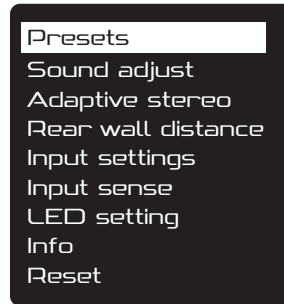 Presets
Sound adjust
Adaptive stereo
Rear wall distance
Input settings
Input sense
LED setting
Info
Reset